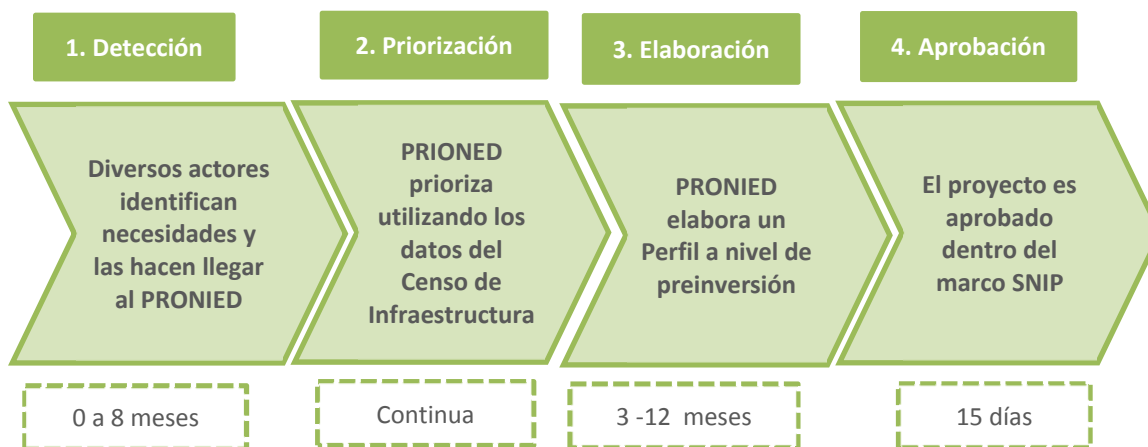 1. Detección
2. Priorización
3. Elaboración
4. Aprobación
Diversos actores
identifican
necesidades y
las hacen llegar
al PRONIED
PRIONED
prioriza
utilizando los
datos del
Censo de
Infraestructura
PRONIED
elabora un
Perfil a nivel de
preinversión
El proyecto es
aprobado
dentro del
marco SNIP
0 a 8 meses
Continua
3 -12 meses
15 días